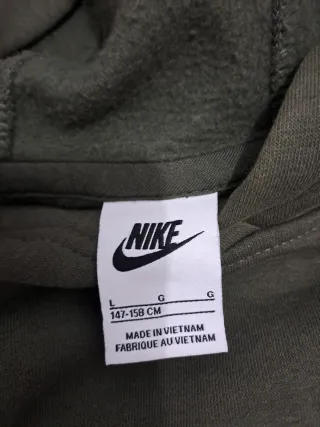 NIKE
L G G
147-158 CM
MADE IN VIETNAM
FABRIQUE AU VIETNAM